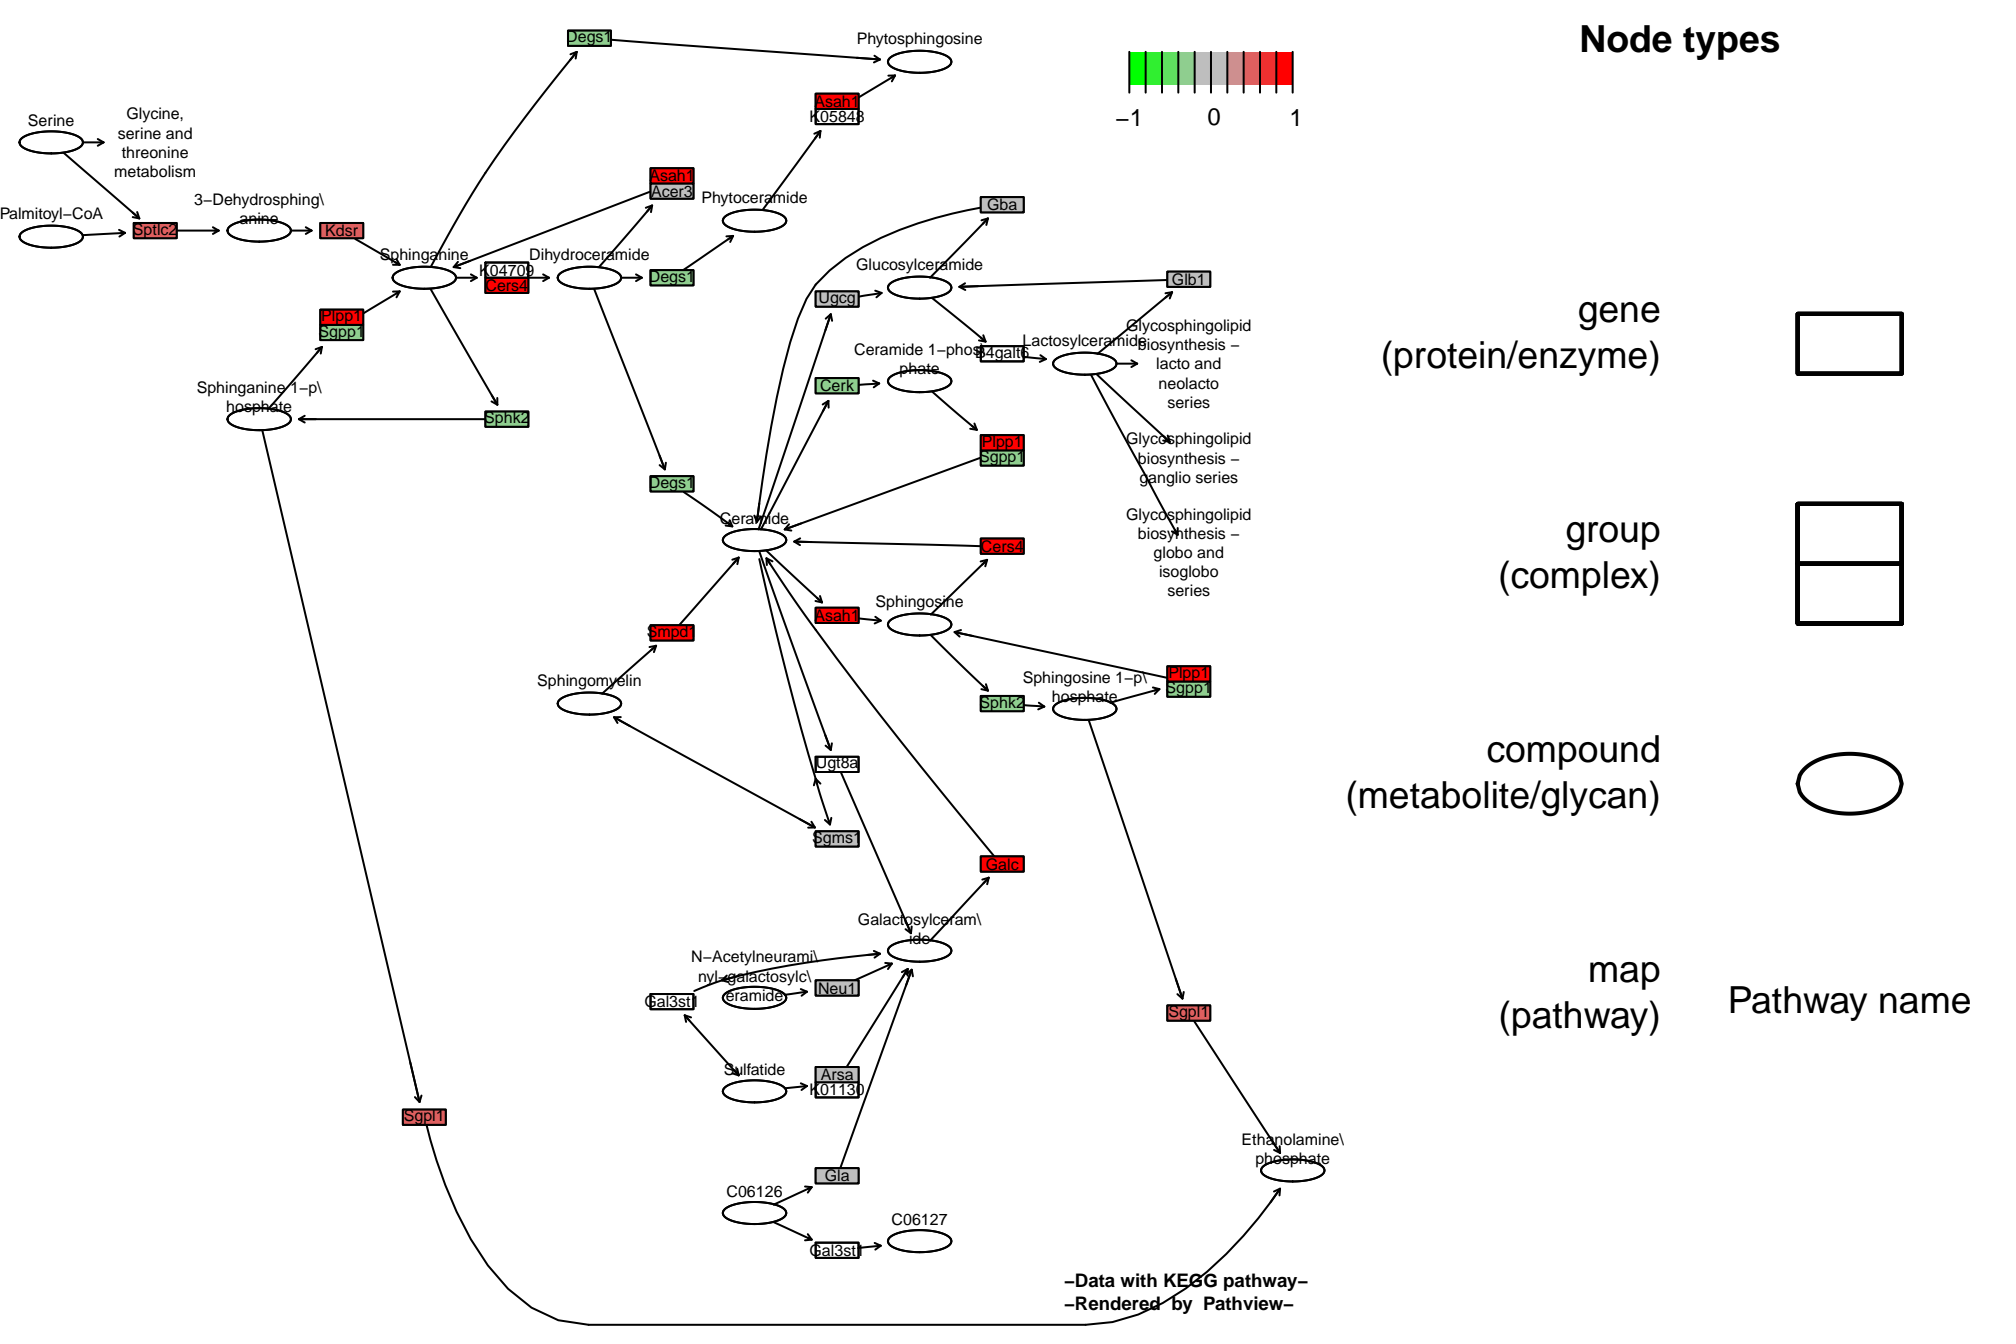 Degs1
Phytosphingosine
Node types
−1
0
1
Asah1
K05848
Serine
Glycine,
serine and
threonine
metabolism
Asah1
Acer3
Phytoceramide
3−Dehydrosphing\
anine
Palmitoyl−CoA
Sptlc2
Kdsr
Gba
Sphinganine
K04709
Cers4
Dihydroceramide
Degs1
Glucosylceramide
Ugcg
Glb1
Plpp1
Sgpp1
gene
(protein/enzyme)
Glycosphingolipid
biosynthesis −
lacto and
neolacto
series
Ceramide 1−phos\
phate
B4galt6
Lactosylceramide
Cerk
Sphinganine 1−p\
hosphate
Sphk2
Plpp1
Sgpp1
Glycosphingolipid
biosynthesis −
ganglio series
Degs1
Ceramide
Glycosphingolipid
biosynthesis −
globo and
isoglobo
series
group
(complex)
Cers4
Asah1
Sphingosine
Smpd1
Sphingomyelin
Plpp1
Sgpp1
Sphingosine 1−p\
hosphate
Sphk2
Ugt8a
compound
(metabolite/glycan)
Sgms1
Galc
Galactosylceram\
ide
N−Acetylneurami\
nyl−galactosylc\
eramide
Neu1
Gal3st1
map
(pathway)
Pathway name
Sgpl1
Sulfatide
Arsa
K01130
Sgpl1
Ethanolamine\
phosphate
Gla
C06126
C06127
Gal3st1
−Data with KEGG pathway−
−Rendered by Pathview−